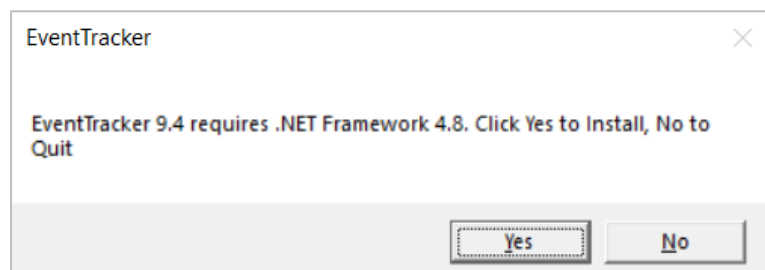 EventTracker
EventTracker 9.4 requires .NET Framework 4.8. Click Yes to Install, No to
Quit
Yes
No